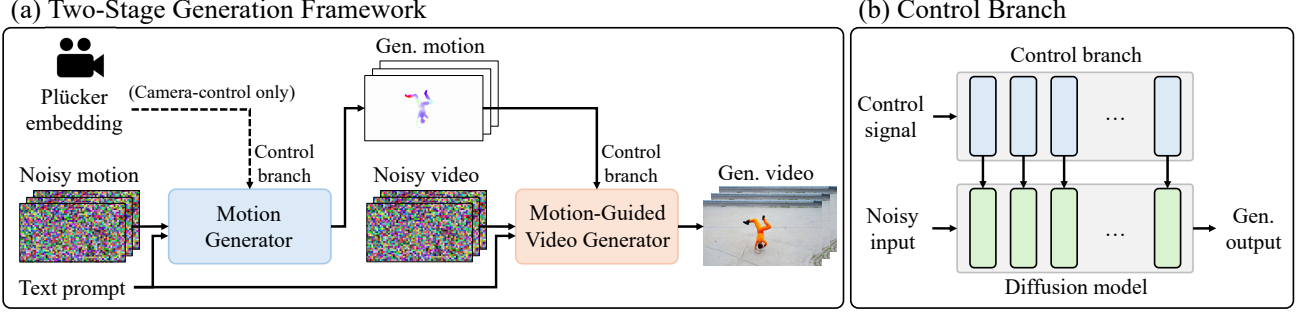 (a) Two-Stage Generation Framework
Plücker
embedding
(Camera-control only)
Gen. motion
Control
branch
Noisy motion
Motion
Generator
Noisy video
Control
branch
Motion-Guided
Video Generator
Gen. video
Text prompt
(b) Control Branch
Control branch
Control
signal
...
Noisy
input
...
Gen.
output
Diffusion model